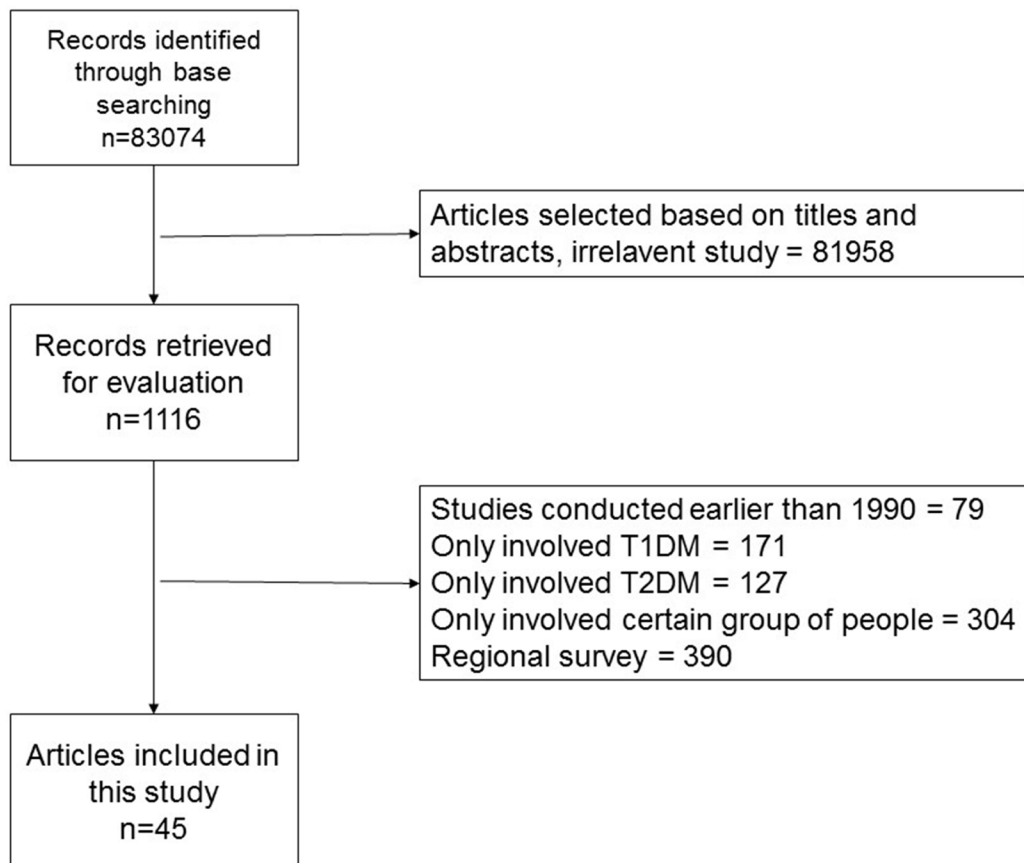 Records identified
through base
searching
n=83074
Articles selected based on titles and
abstracts, irrelavent study = 81958
Records retrieved
for evaluation
n=1116
Studies conducted earlier than 1990 = 79
Only involved T1DM = 171
Only involved T2DM = 127
Only involved certain group of people = 304
Regional survey = 390
Articles included in
this study
n=45